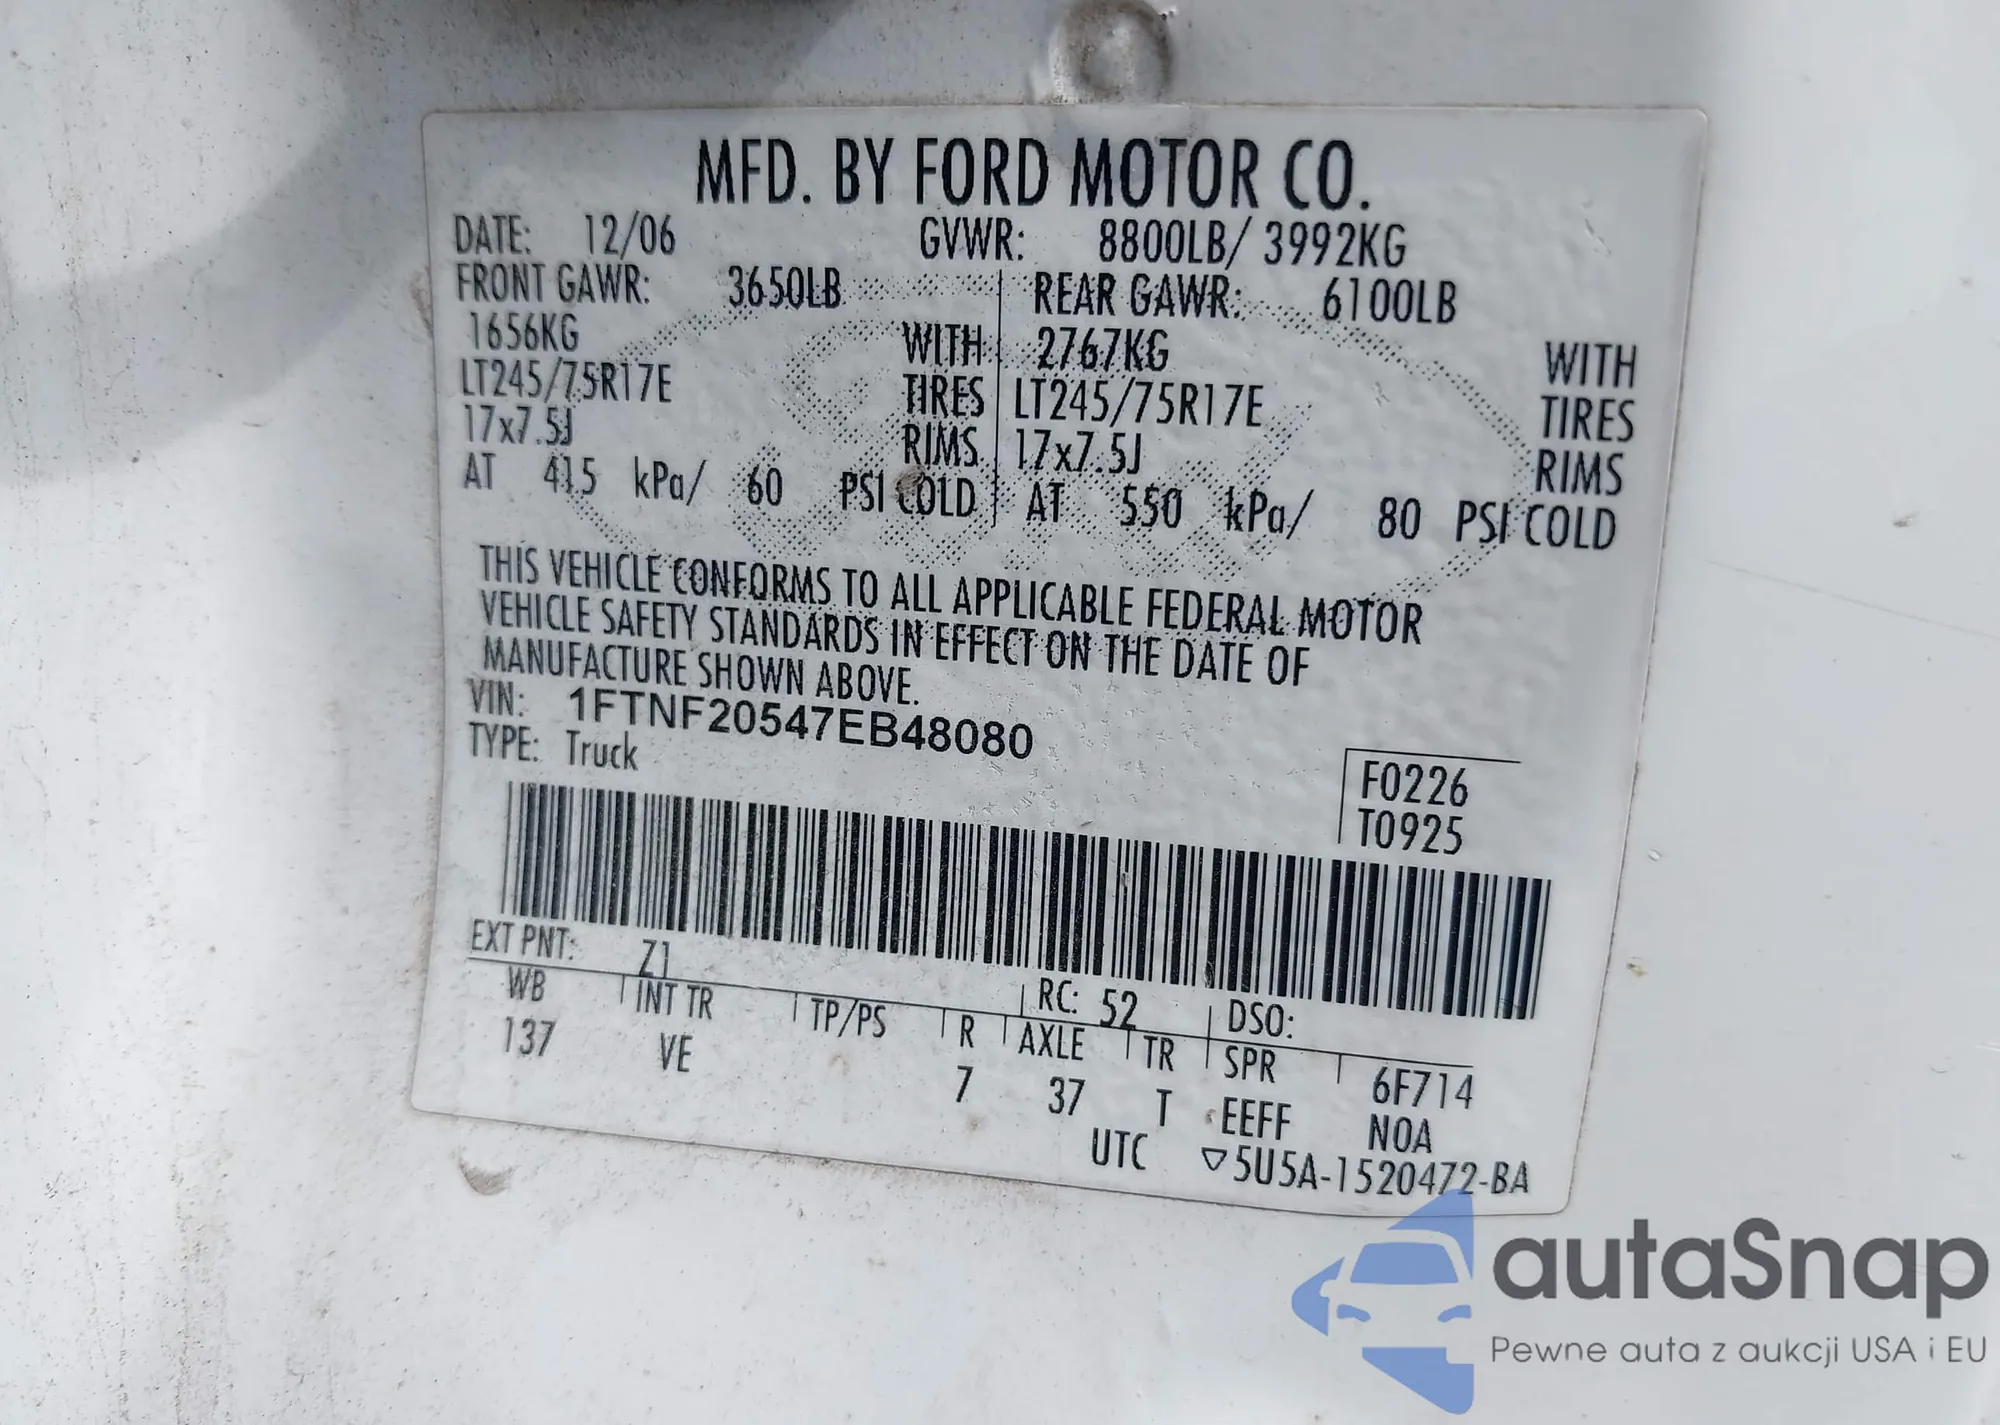 MFD. BY FORD MOTOR CO.
DATE: 12/06 GVWR: 8800LB/ 3992KG
FRONT GAWR: 3650LB REAR GAWR: 6100LB
1656KG WITH 2767KG WITH
LT245/75R17E TIRES LT245/75R17E TIRES
17x7.5J RIMS 17x7.5J RIMS
AT 415 kPa/ 60 PSI COLD AT 550 kPa/ 80 PSI COLD
THIS VEHICLE CONFORMS TO ALL APPLICABLE FEDERAL MOTOR
VEHICLE SAFETY STANDARDS IN EFFECT ON THE DATE OF
MANUFACTURE SHOWN ABOVE.
VIN: 1FTNF20547EB48080
TYPE: Truck
F0226
T0925
EXT PNT: Z1 RC: 52 DSO:
WB INT TR TP/PS R AXLE TR SPR 6F714
137 VE 7 37 T EEFF NOA
UTC ▽5U5A-1520472-BA
autaSnap
Pewne auta z aukcji USA i EU